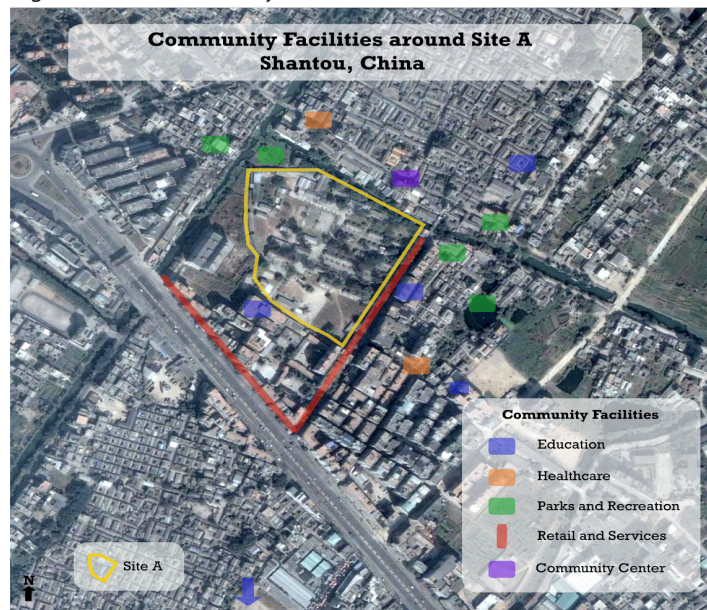 Community Facilities around Site A
Shantou, China
Community Facilities
Education
Healthcare
Parks and Recreation
Retail and Services
Community Center
Site A
N